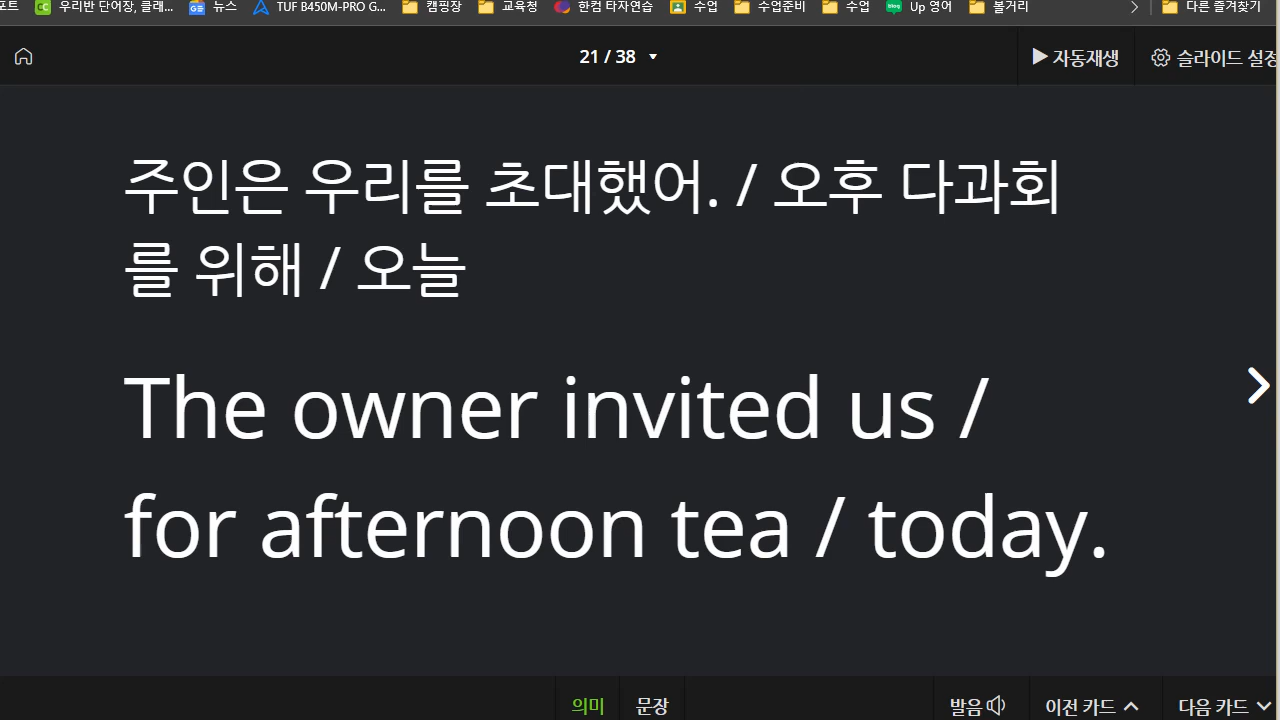 포트 우리반 단어장, 클래... 뉴스 TUF B450M-PRO G... 캠핑장 교육청 한컴 타자연습 수업 수업준비 수업 Up 영어 볼거리 다른 즐겨찾기
21 / 38 자동재생 슬라이드 설정
주인은 우리를 초대했어. / 오후 다과회
를 위해 / 오늘
The owner invited us /
for afternoon tea / today.
의미 문장 발음 이전 카드 다음 카드